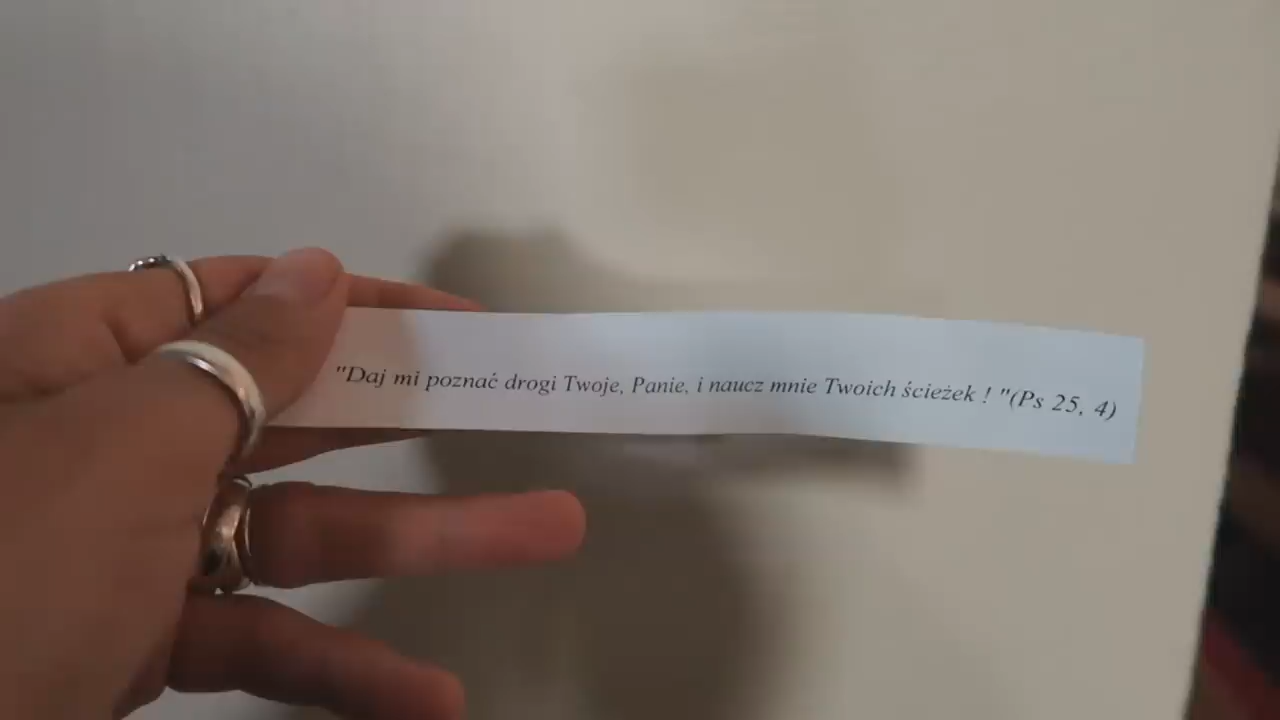 "Daj mi poznać drogi Twoje, Panie, i naucz mnie Twoich ścieżek ! "(Ps 25, 4)